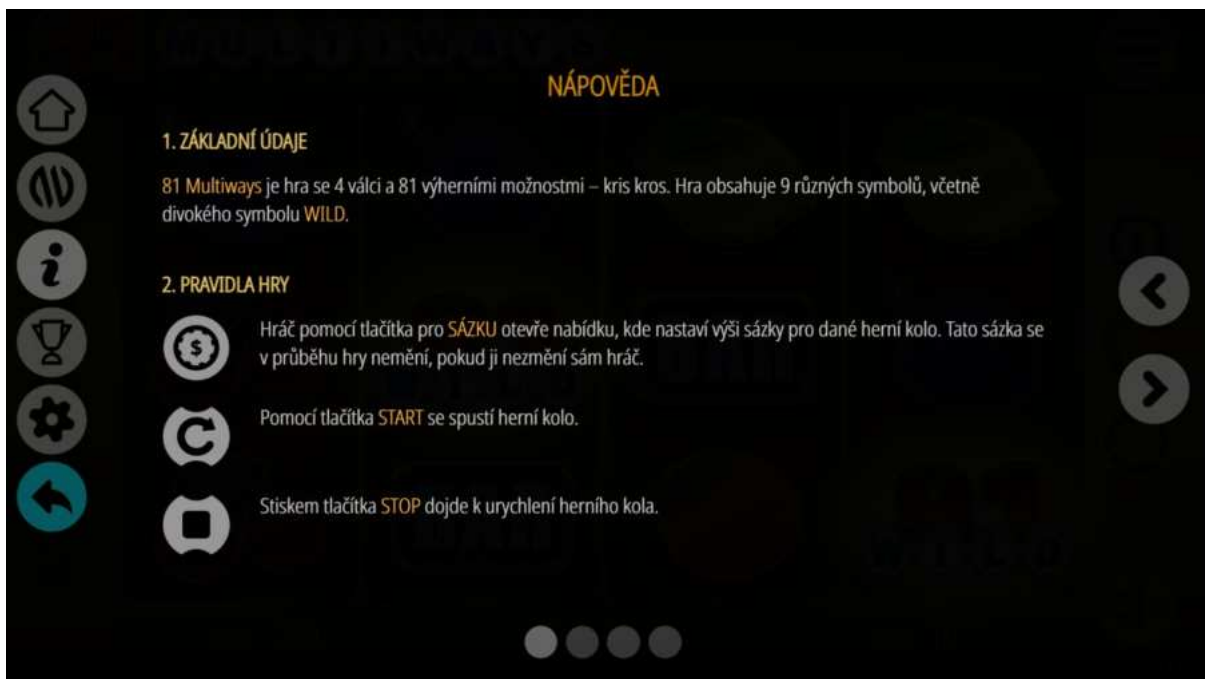 NÁPOVĚDA
1. ZÁKLADNÍ ÚDAJE
81 Multiways je hra se 4 válci a 81 výherními možnostmi – kris kros. Hra obsahuje 9 různých symbolů, včetně
divokého symbolu WILD.
2. PRAVIDLA HRY
Hráč pomocí tlačítka pro SÁZKU otevře nabídku, kde nastaví výši sázky pro dané herní kolo. Tato sázka se
v průběhu hry nemění, pokud ji nezmění sám hráč.
Pomocí tlačítka START se spustí herní kolo.
Stiskem tlačítka STOP dojde k urychlení herního kola.